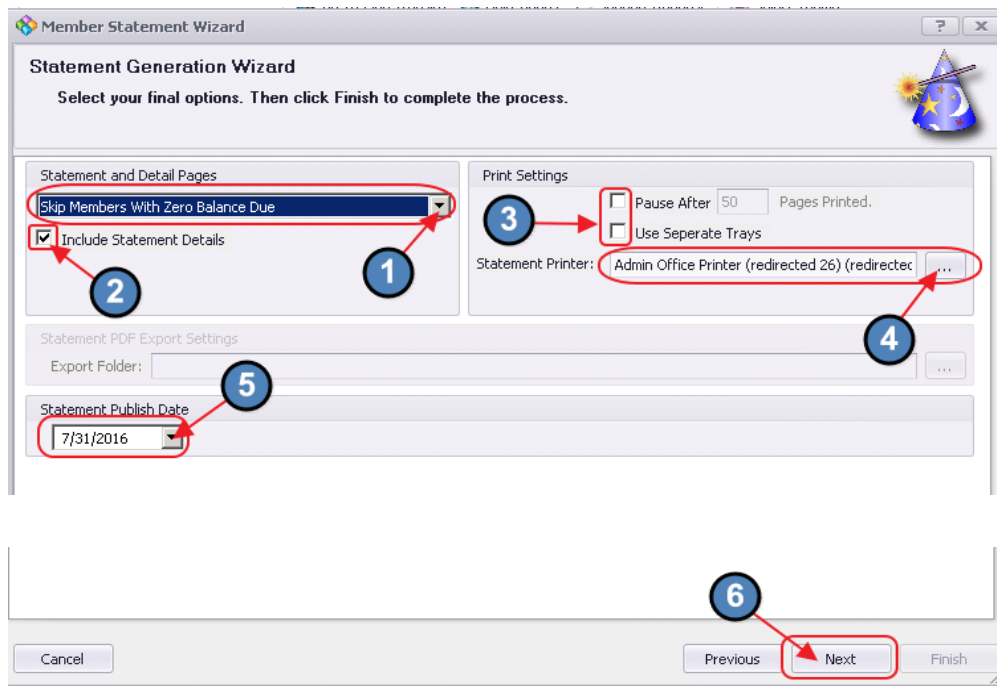 Member Statement Wizard
?
x
Statement Generation Wizard
Select your final options. Then click Finish to complete the process.
Statement and Detail Pages
Skip Members With Zero Balance Due
Include Statement Details
1
2
Print Settings
3
Pause After 50 Pages Printed.
Use Seperate Trays
Statement Printer: Admin Office Printer (redirected 26) (redirectec ...
4
Statement PDF Export Settings
Export Folder: ...
5
Statement Publish Date
7/31/2016
6
Cancel Previous Next Finish